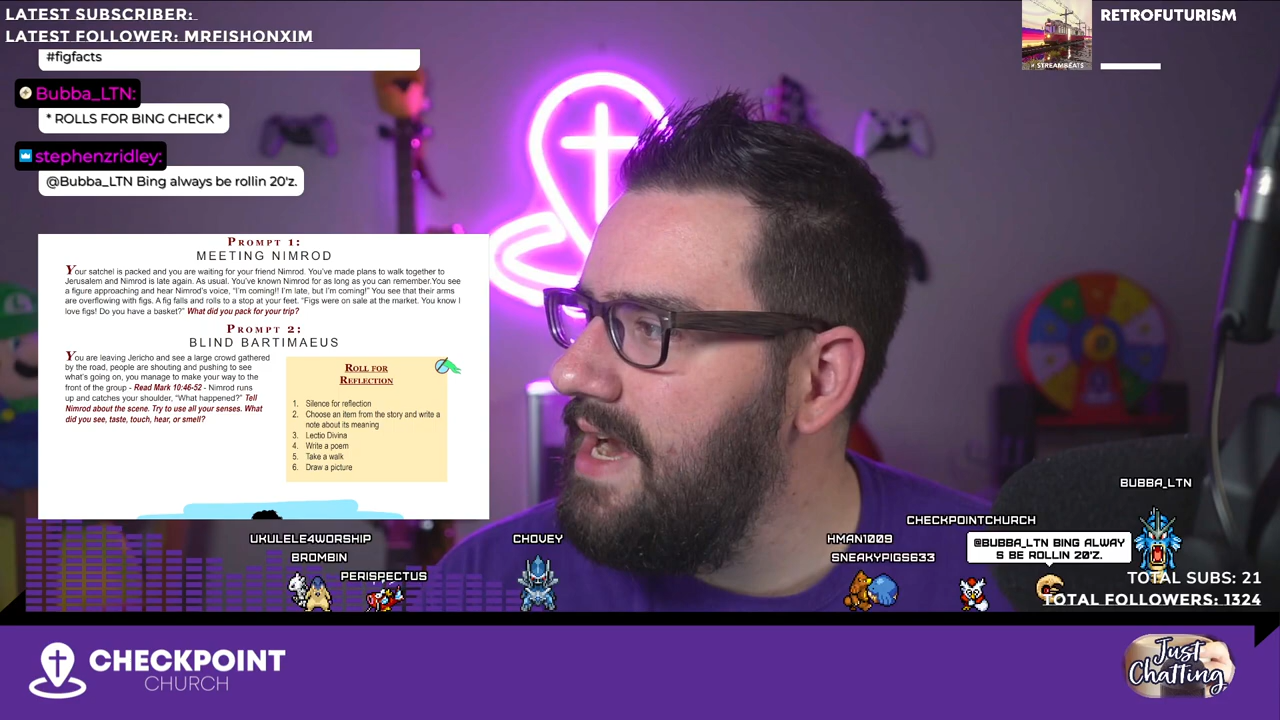 LATEST SUBSCRIBER:
LATEST FOLLOWER: MRFISHONXIM
#figfacts
Bubba_LTN:
* ROLLS FOR BING CHECK *
stephenzridley:
@Bubba_LTN Bing always be rollin 20'z.
RETROFUTURISM
STREAMBEATS
PROMPT 1:
MEETING NIMROD
Your satchel is packed and you are waiting for your friend Nimrod. You've made plans to walk together to
Jerusalem and Nimrod is late again. As usual. You've known Nimrod for as long as you can remember.You see
a figure approaching and hear Nimrod's voice, "I'm coming!! I'm late, but I'm coming!" You see that their arms
are overflowing with figs. A fig falls and rolls to a stop at your feet. "Figs were on sale at the market. You know I
love figs! Do you have a basket?" What did you pack for your trip?
PROMPT 2:
BLIND BARTIMAEUS
You are leaving Jericho and see a large crowd gathered
by the road, people are shouting and pushing to see
what's going on, you manage to make your way to the
front of the group - Read Mark 10:46-52 - Nimrod runs
up and catches your shoulder, "What happened?" Tell
Nimrod about the scene. Try to use all your senses. What
did you see, taste, touch, hear, or smell?
ROLL FOR
REFLECTION
1. Silence for reflection
2. Choose an item from the story and write a
note about its meaning
3. Lectio Divina
4. Write a poem
5. Take a walk
6. Draw a picture
BUBBA_LTN
CHECKPOINTCHURCH
UKULELE4WORSHIP
CHOVEY
HMAN1009
@BUBBA_LTN BING ALWAY
S BE ROLLIN 20'Z.
BROMBIN
SNEAKYPIGS633
PERISPECTUS
TOTAL SUBS: 21
TOTAL FOLLOWERS: 1324
CHECKPOINT
CHURCH
Just
Chatting